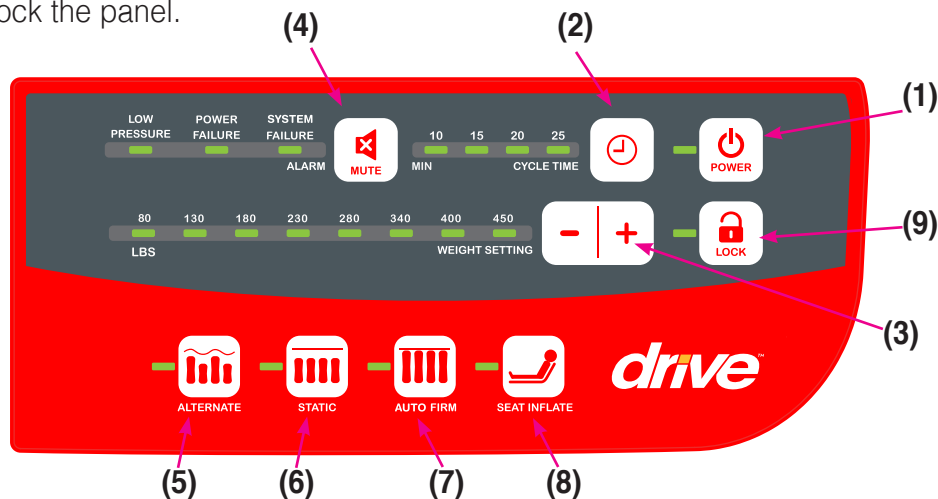 ock the panel.
(4) (2)
(1)
LOW PRESSURE POWER FAILURE SYSTEM FAILURE
ALARM
MUTE
10 15 20 25
MIN CYCLE TIME
POWER
80 130 180 230 280 340 400 450
LBS WEIGHT SETTING
- +
LOCK
(9)
(3)
ALTERNATE STATIC AUTO FIRM SEAT INFLATE
drive™
(5) (6) (7) (8)